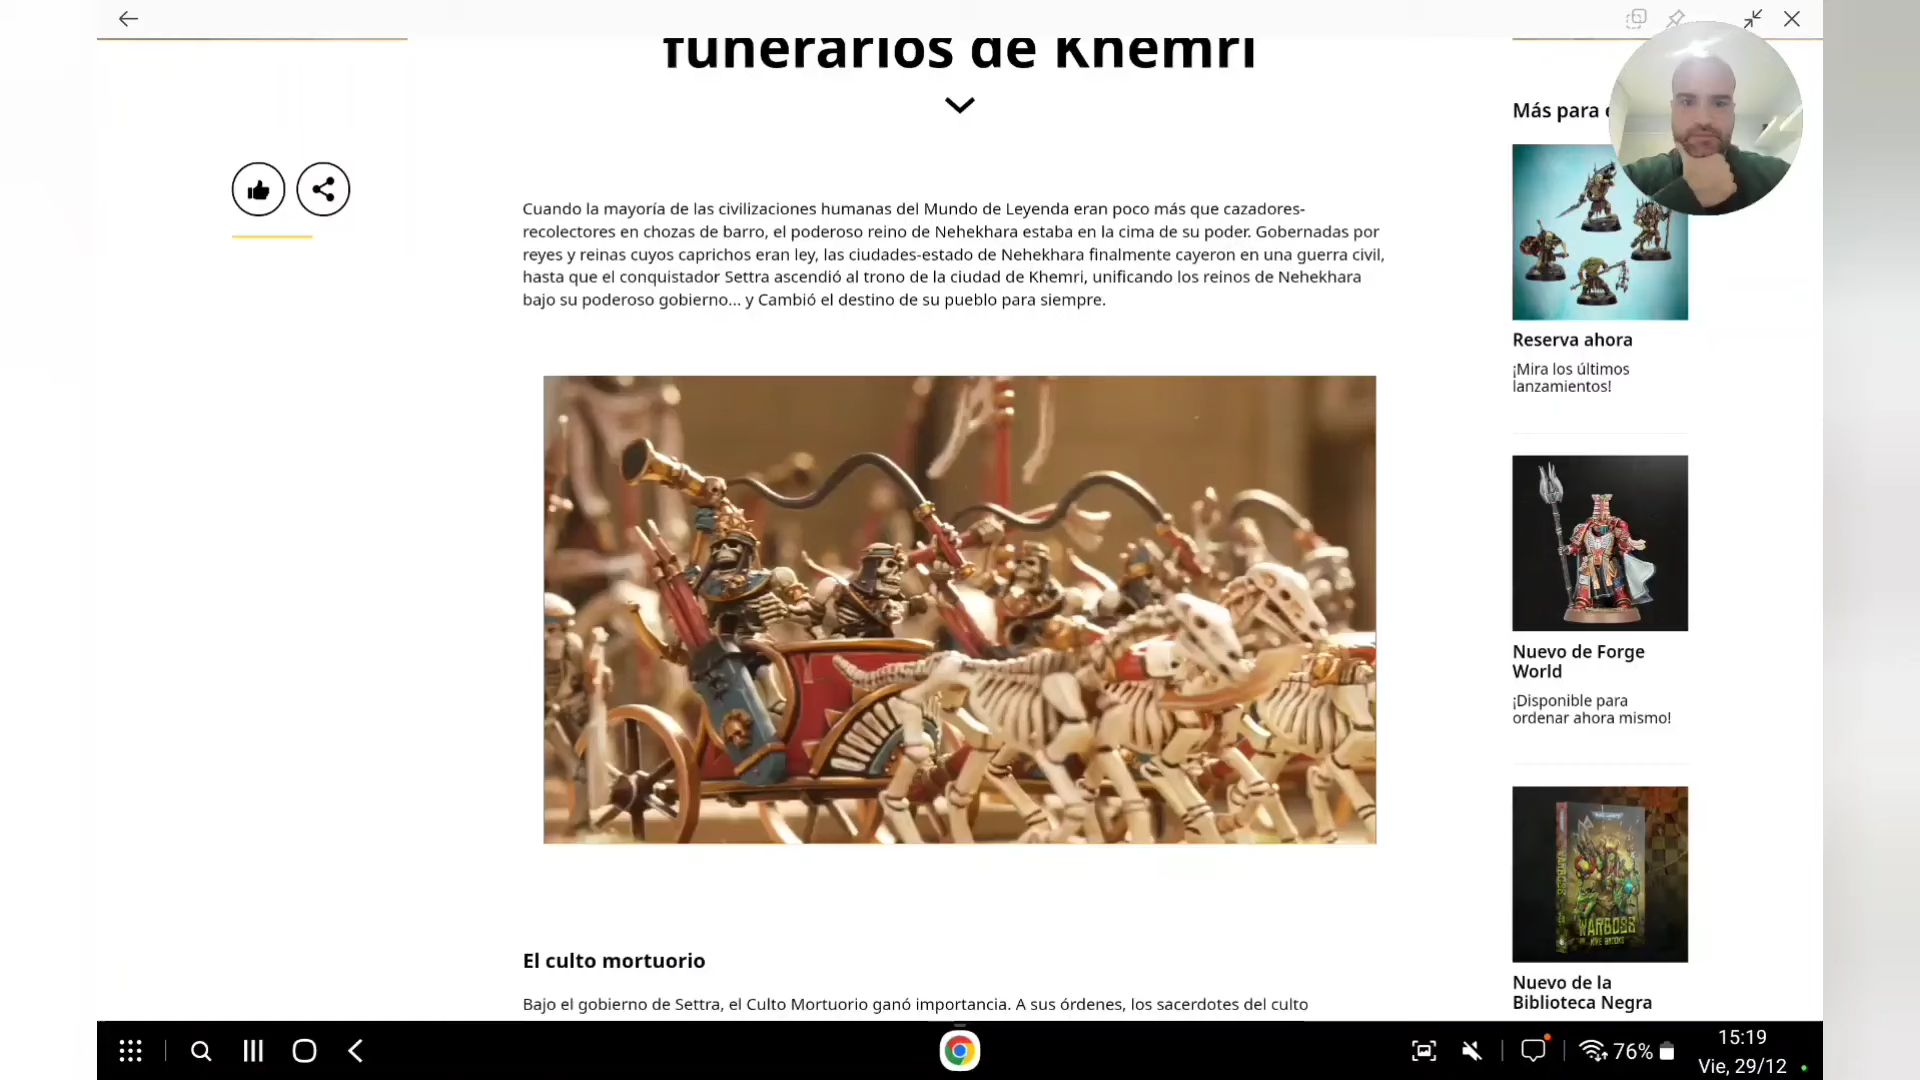 funerarios de Khemri
Cuando la mayoría de las civilizaciones humanas del Mundo de Leyenda eran poco más que cazadores-
recolectores en chozas de barro, el poderoso reino de Nehekhara estaba en la cima de su poder. Gobernadas por
reyes y reinas cuyos caprichos eran ley, las ciudades-estado de Nehekhara finalmente cayeron en una guerra civil,
hasta que el conquistador Settra ascendió al trono de la ciudad de Khemri, unificando los reinos de Nehekhara
bajo su poderoso gobierno... y Cambió el destino de su pueblo para siempre.
El culto mortuorio
Bajo el gobierno de Settra, el Culto Mortuorio ganó importancia. A sus órdenes, los sacerdotes del culto
Más para
Reserva ahora
¡Mira los últimos
lanzamientos!
Nuevo de Forge
World
¡Disponible para
ordenar ahora mismo!
WARBOSS
MIKE BROOKS
Nuevo de la
Biblioteca Negra
76%
15:19
Vie, 29/12